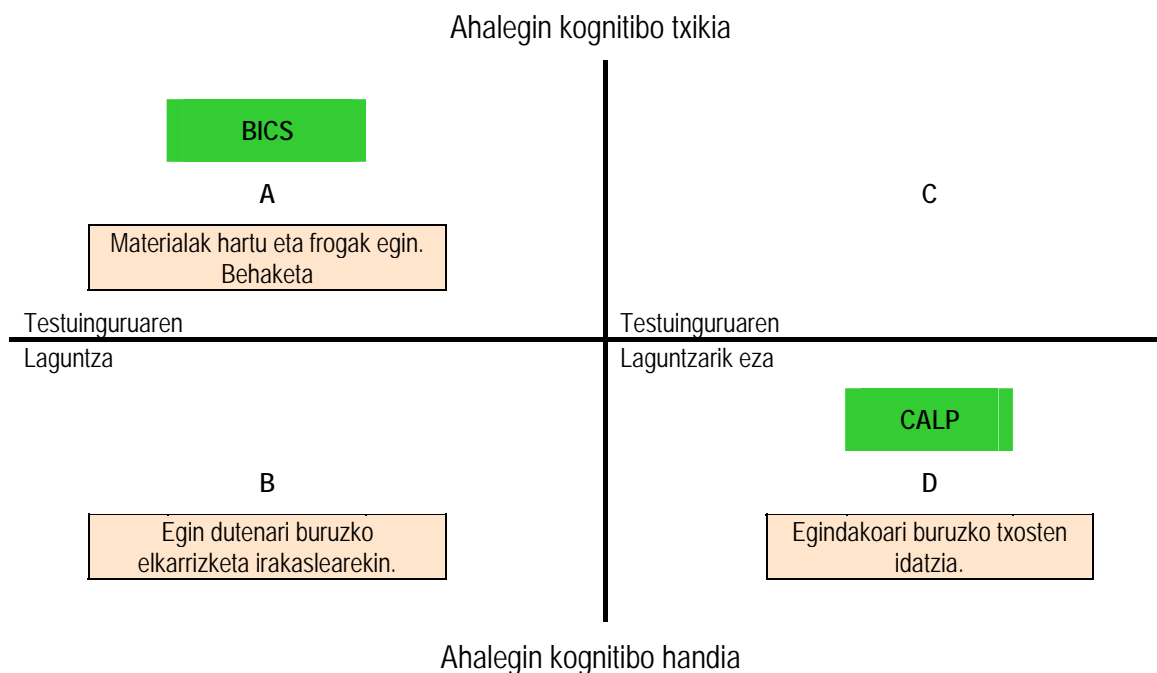 Ahalegin kognitibo txikia
BICS
A
C
Materialak hartu eta frogak egin.
Behaketa
Testuinguruaren
Testuinguruaren
Laguntza
Laguntzarik eza
CALP
B
D
Egin dutenari buruzko
elkarrizketa irakaslearekin.
Egindakoari buruzko txosten
idatzia.
Ahalegin kognitibo handia